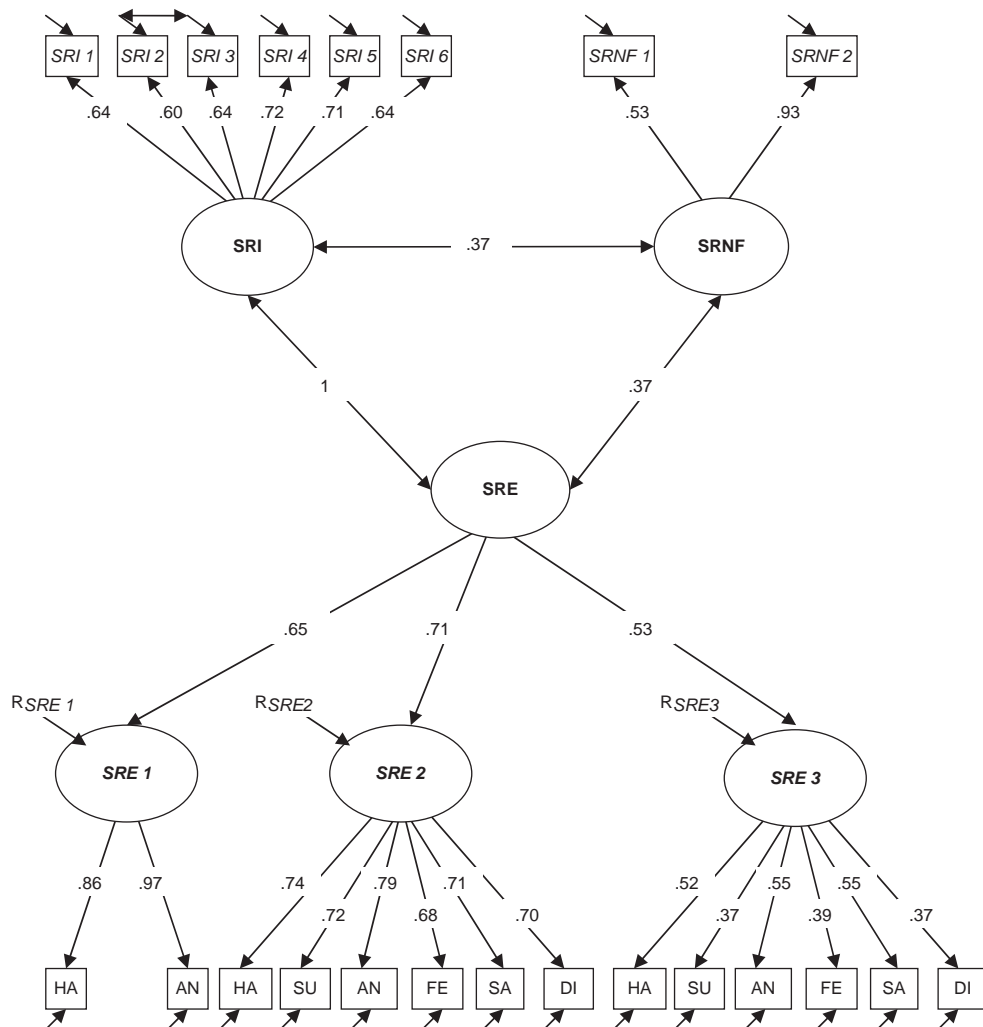 SRI 1 SRI 2 SRI 3 SRI 4 SRI 5 SRI 6 SRNF 1 SRNF 2
.64 .60 .64 .72 .71 .64 .53 .93
SRI .37 SRNF
1 .37
SRE
.65 .71 .53
RSRE 1 RSRE2 RSRE3
SRE 1 SRE 2 SRE 3
.86 .97 .74 .72 .79 .68 .71 .70 .52 .37 .55 .39 .55 .37
HA AN HA SU AN FE SA DI HA SU AN FE SA DI